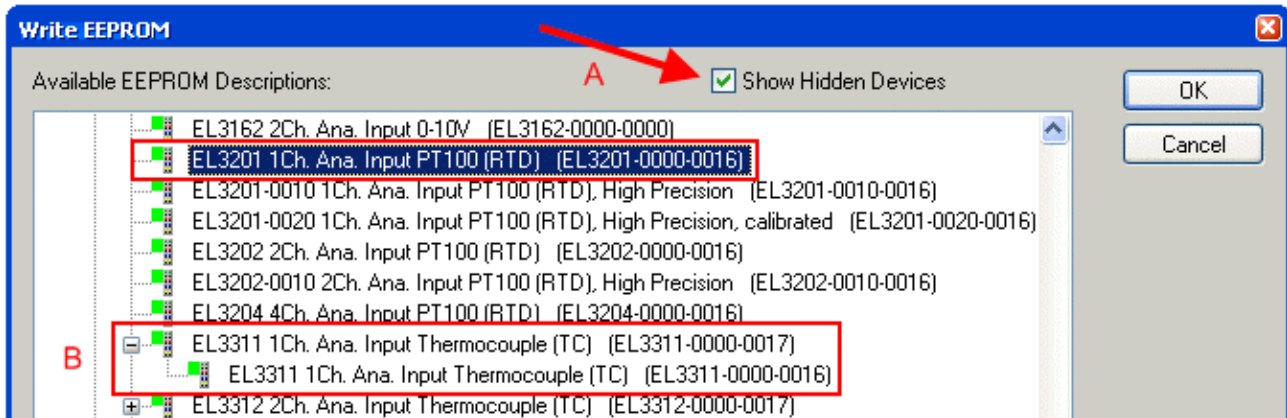 Write EEPROM
Available EEPROM Descriptions:
A
Show Hidden Devices
OK
Cancel
EL3162 2Ch. Ana. Input 0-10V (EL3162-0000-0000)
EL3201 1Ch. Ana. Input PT100 (RTD) (EL3201-0000-0016)
EL3201-0010 1Ch. Ana. Input PT100 (RTD), High Precision (EL3201-0010-0016)
EL3201-0020 1Ch. Ana. Input PT100 (RTD), High Precision, calibrated (EL3201-0020-0016)
EL3202 2Ch. Ana. Input PT100 (RTD) (EL3202-0000-0016)
EL3202-0010 2Ch. Ana. Input PT100 (RTD), High Precision (EL3202-0010-0016)
EL3204 4Ch. Ana. Input PT100 (RTD) (EL3204-0000-0016)
B
EL3311 1Ch. Ana. Input Thermocouple (TC) (EL3311-0000-0017)
EL3311 1Ch. Ana. Input Thermocouple (TC) (EL3311-0000-0016)
EL3312 2Ch. Ana. Input Thermocouple (TC) (EL3312-0000-0017)